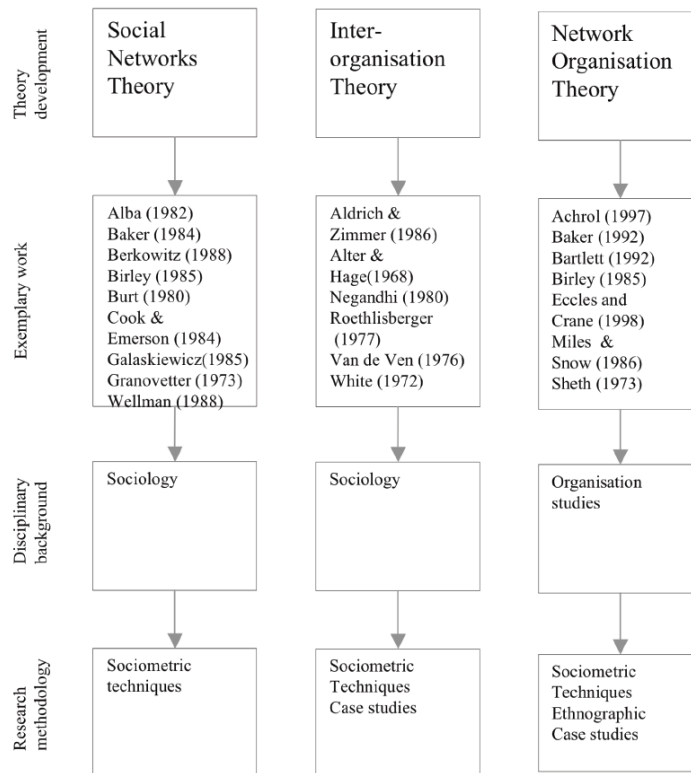 Theory
development
Social
Networks
Theory
Inter-
organisation
Theory
Network
Organisation
Theory
Exemplary work
Alba (1982)
Baker (1984)
Berkowitz (1988)
Birley (1985)
Burt (1980)
Cook &
Emerson (1984)
Galaskiewicz(1985)
Granovetter (1973)
Wellman (1988)
Aldrich &
Zimmer (1986)
Alter &
Hage(1968)
Negandhi (1980)
Roethlisberger
(1977)
Van de Ven (1976)
White (1972)
Achrol (1997)
Baker (1992)
Bartlett (1992)
Birley (1985)
Eccles and
Crane (1998)
Miles &
Snow (1986)
Sheth (1973)
Disciplinary
background
Sociology
Sociology
Organisation
studies
Research
methodology
Sociometric
techniques
Sociometric
Techniques
Case studies
Sociometric
Techniques
Ethnographic
Case studies